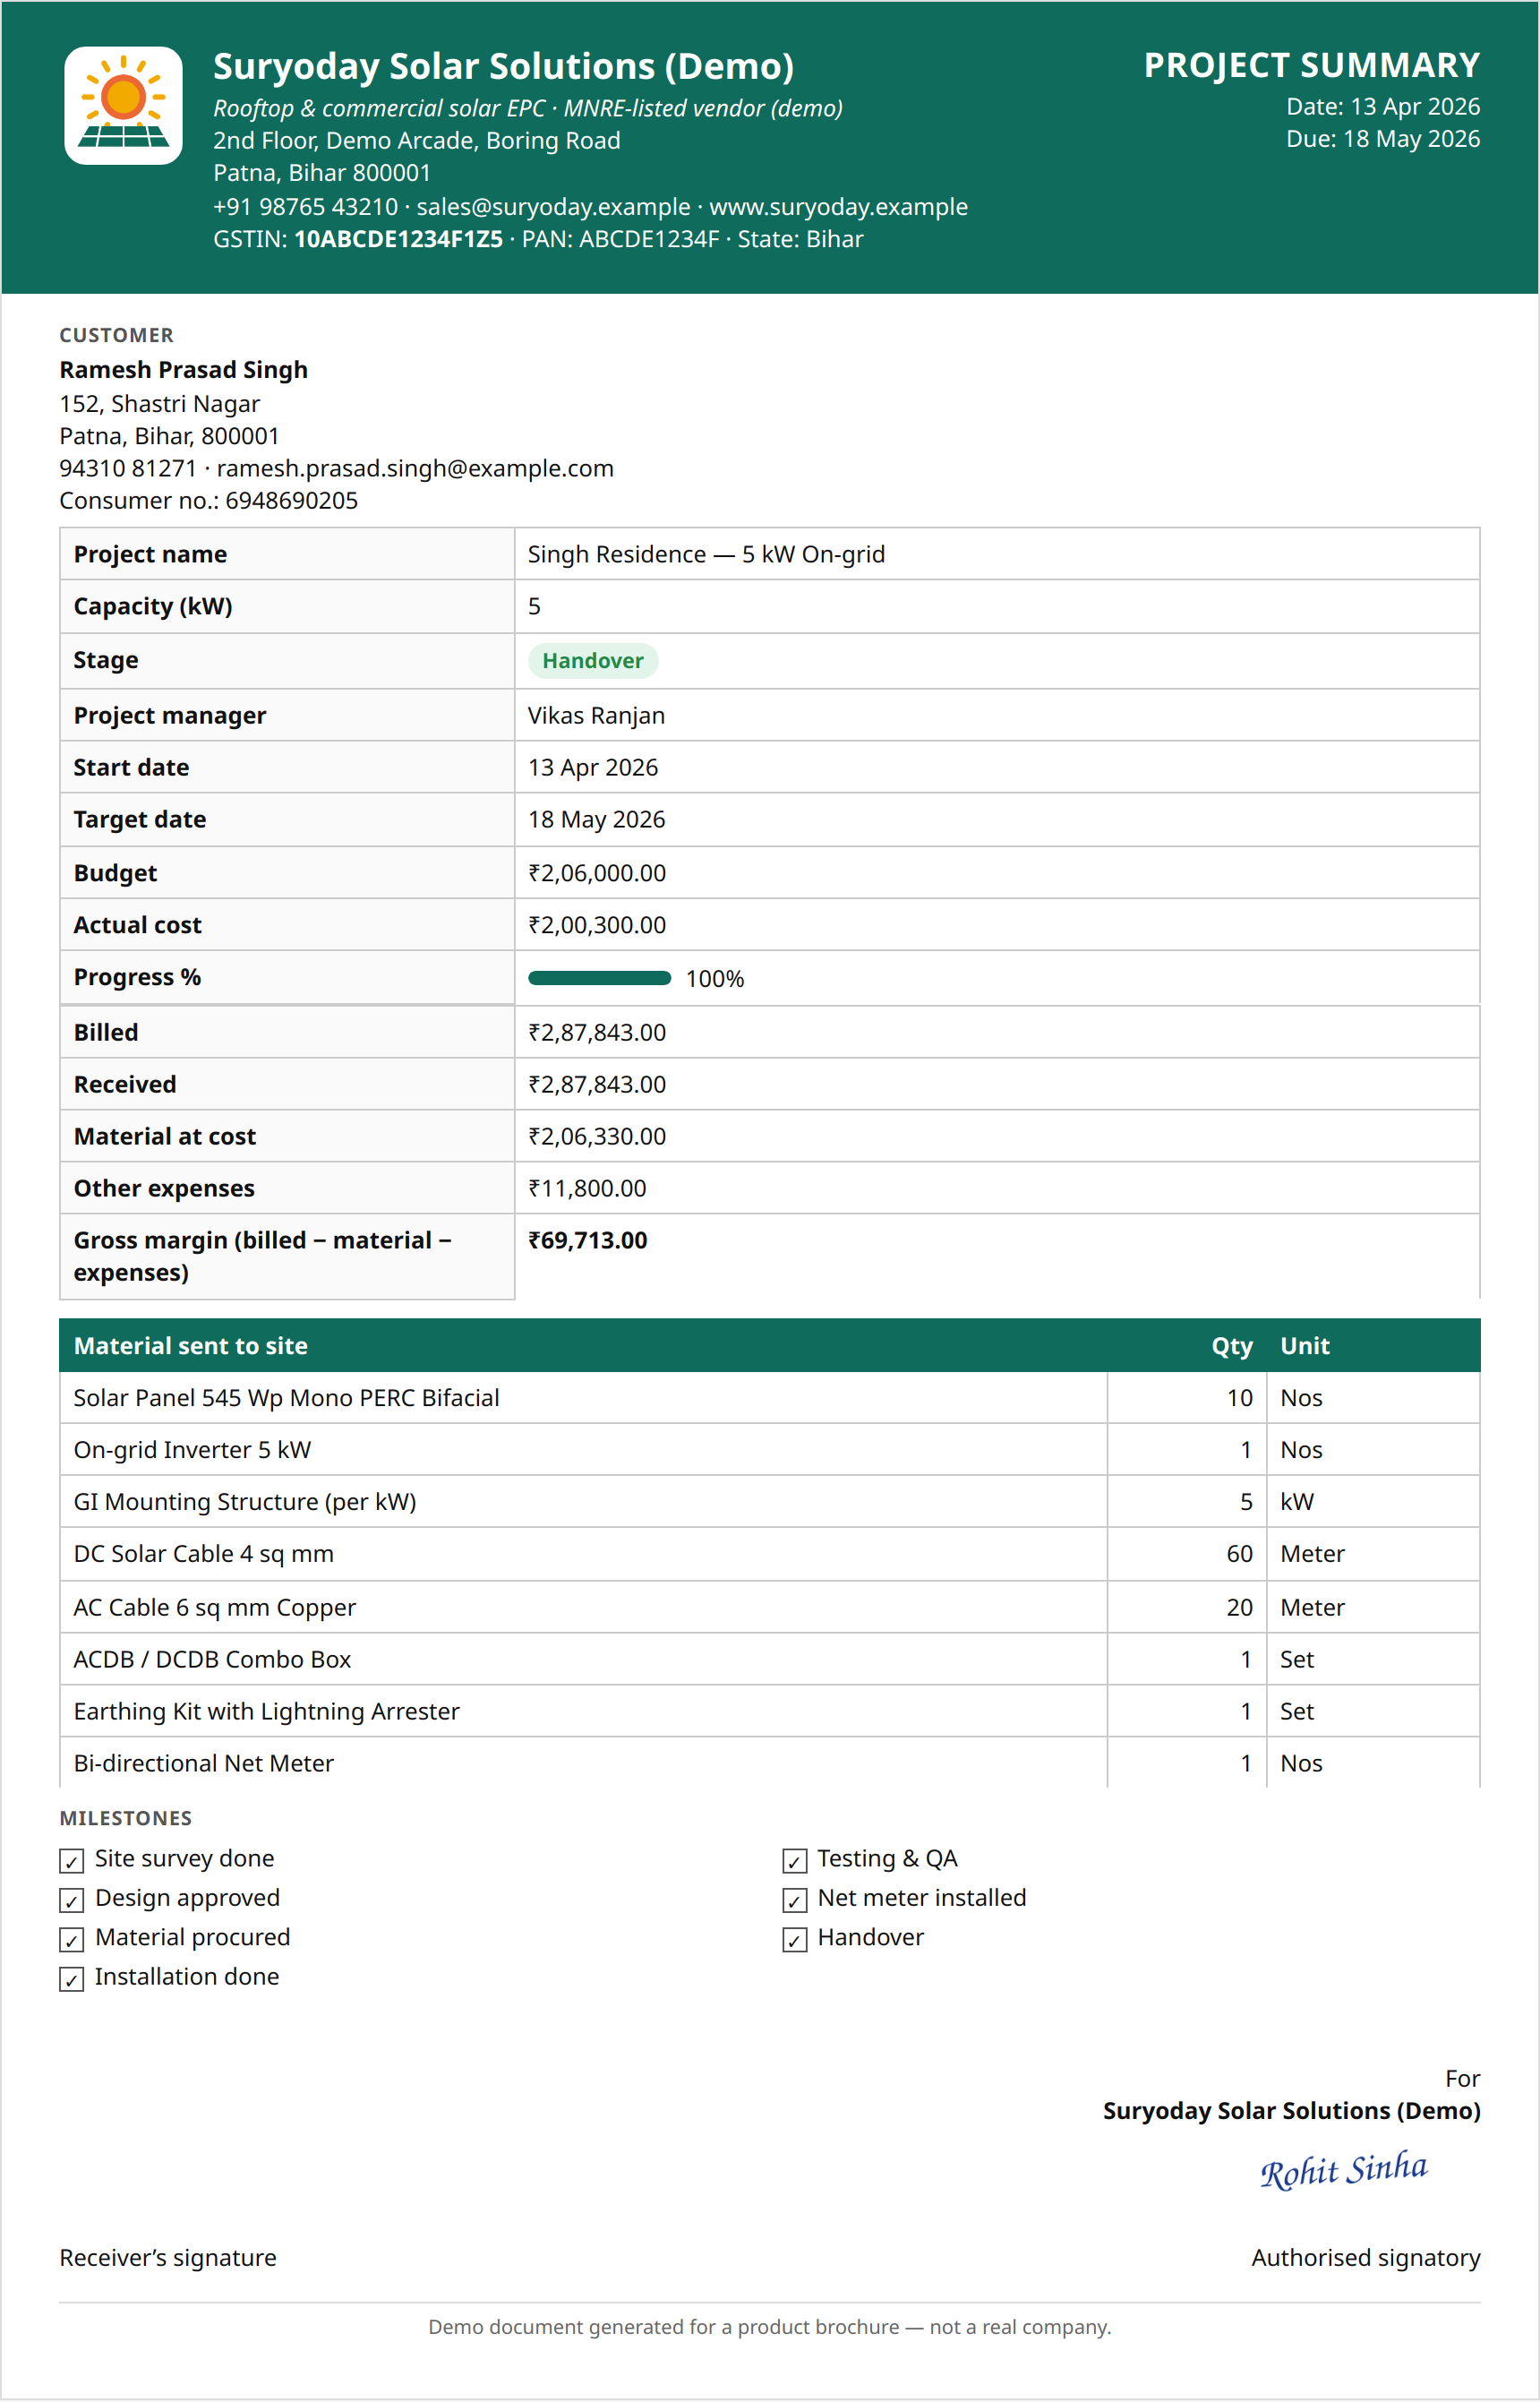 Suryoday Solar Solutions (Demo)
Rooftop & commercial solar EPC · MNRE-listed vendor (demo)
2nd Floor, Demo Arcade, Boring Road
Patna, Bihar 800001
+91 98765 43210 · sales@suryoday.example · www.suryoday.example
GSTIN: 10ABCDE1234F1Z5 · PAN: ABCDE1234F · State: Bihar
PROJECT SUMMARY
Date: 13 Apr 2026
Due: 18 May 2026
CUSTOMER
Ramesh Prasad Singh
152, Shastri Nagar
Patna, Bihar, 800001
94310 81271 · ramesh.prasad.singh@example.com
Consumer no.: 6948690205
Project name Singh Residence — 5 kW On-grid
Capacity (kW) 5
Stage Handover
Project manager Vikas Ranjan
Start date 13 Apr 2026
Target date 18 May 2026
Budget ₹2,06,000.00
Actual cost ₹2,00,300.00
Progress % 100%
Billed ₹2,87,843.00
Received ₹2,87,843.00
Material at cost ₹2,06,330.00
Other expenses ₹11,800.00
Gross margin (billed − material − ₹69,713.00
expenses)
Material sent to site Qty Unit
Solar Panel 545 Wp Mono PERC Bifacial 10 Nos
On-grid Inverter 5 kW 1 Nos
GI Mounting Structure (per kW) 5 kW
DC Solar Cable 4 sq mm 60 Meter
AC Cable 6 sq mm Copper 20 Meter
ACDB / DCDB Combo Box 1 Set
Earthing Kit with Lightning Arrester 1 Set
Bi-directional Net Meter 1 Nos
MILESTONES
✓ Site survey done
✓ Design approved
✓ Material procured
✓ Installation done
✓ Testing & QA
✓ Net meter installed
✓ Handover
For
Suryoday Solar Solutions (Demo)
Rohit Sinha
Receiver’s signature
Authorised signatory
Demo document generated for a product brochure — not a real company.